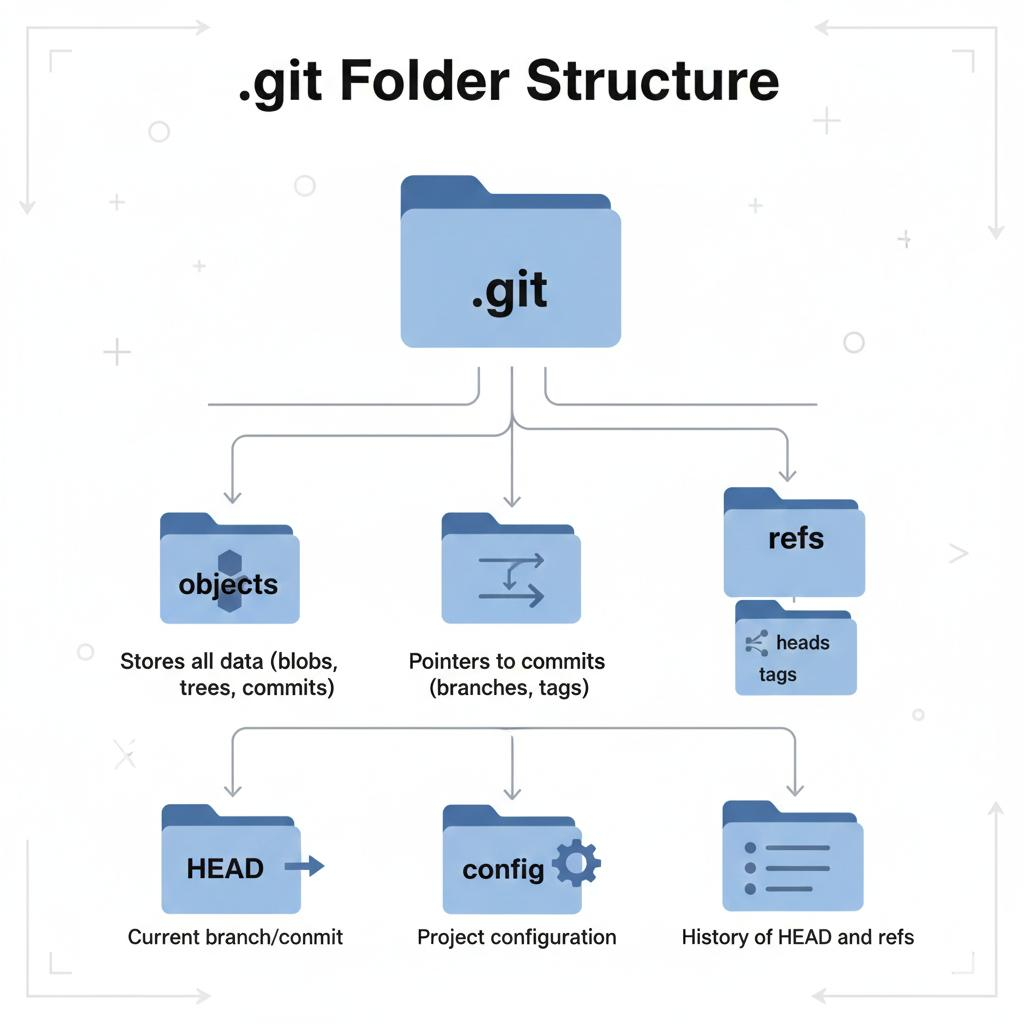 .git Folder Structure
.git
objects
refs
heads
tags
Stores all data (blobs,
trees, commits)
Pointers to commits
(branches, tags)
HEAD
config
Current branch/conmit
Project configuration
History of HEAD and refs